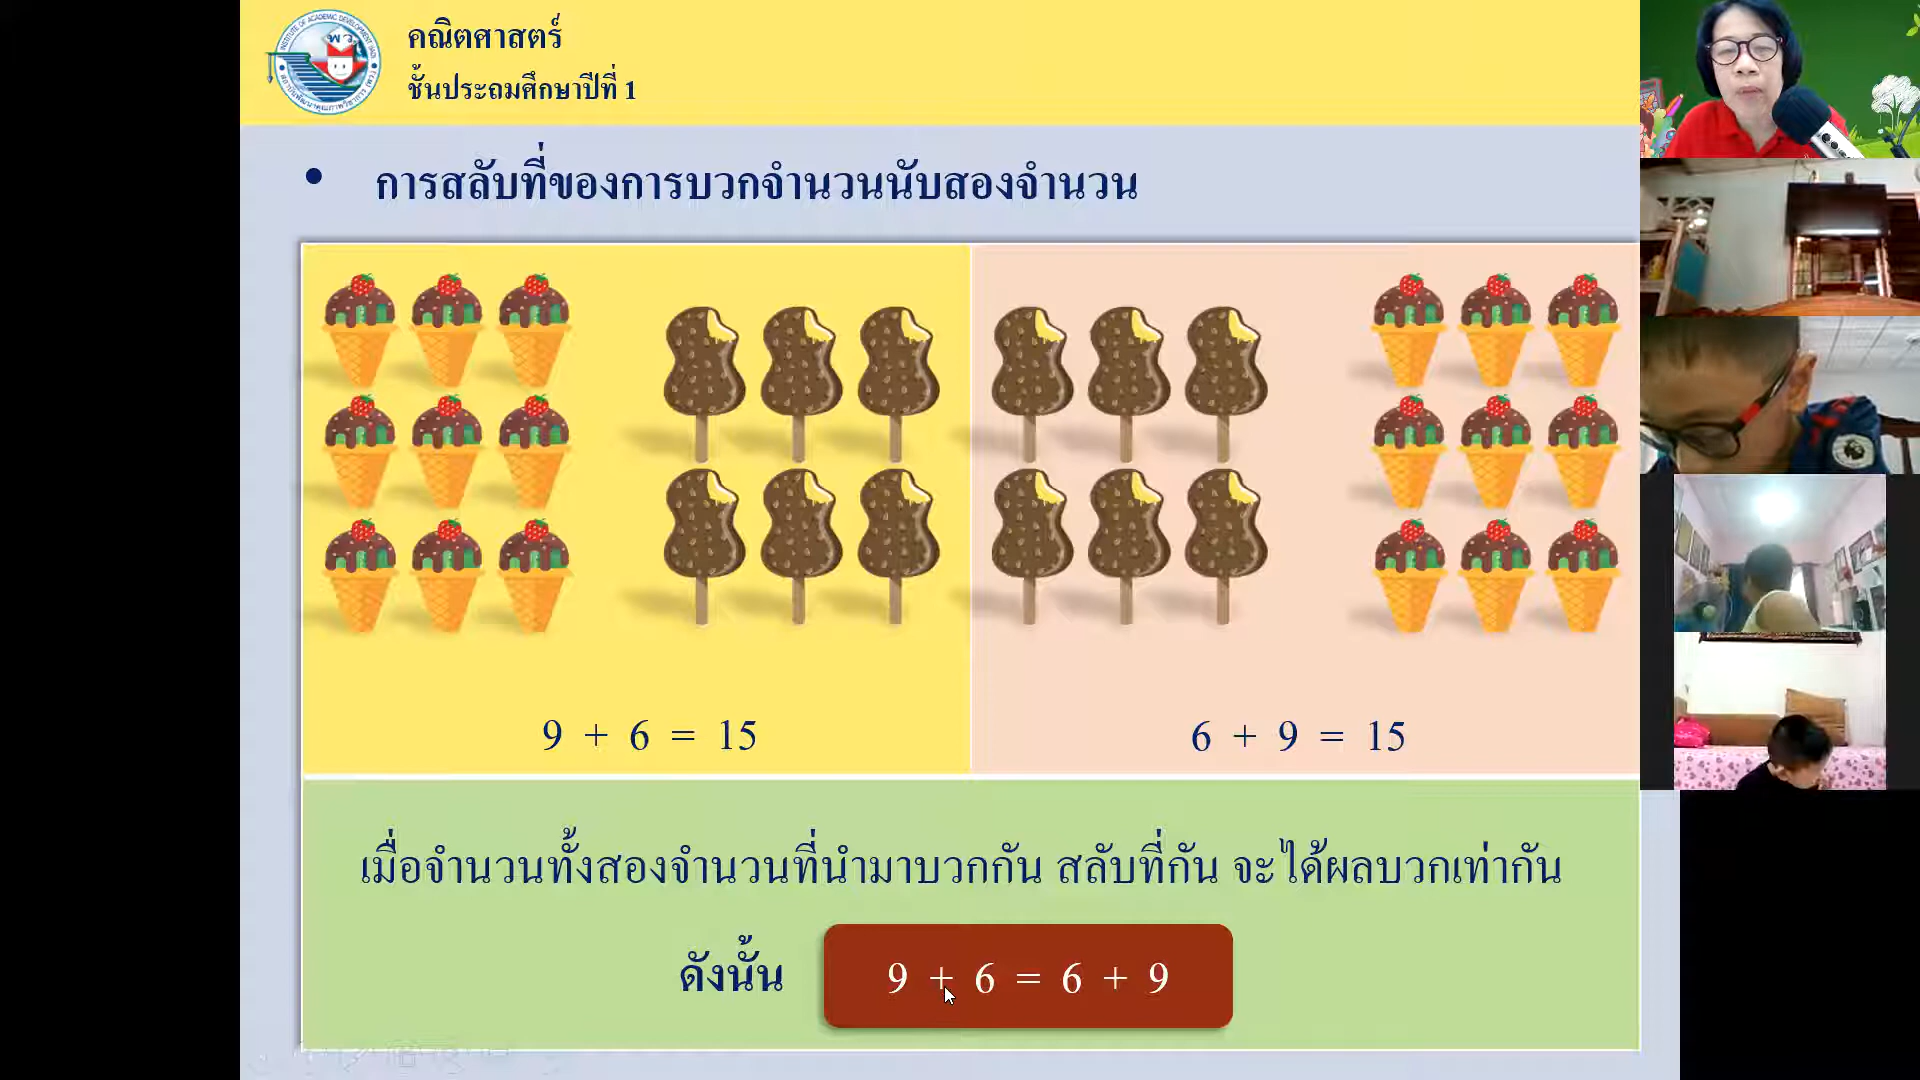 คณิตศาสตร์
ชั้นประถมศึกษาปีที่ 1
พว.
• การสลับที่ของการบวกจำนวนนับสองจำนวน
9 + 6 = 15
6 + 9 = 15
เมื่อจำนวนทั้งสองจำนวนที่นำมาบวกกัน สลับที่กัน จะได้ผลบวกเท่ากัน
ดังนั้น 9 + 6 = 6 + 9